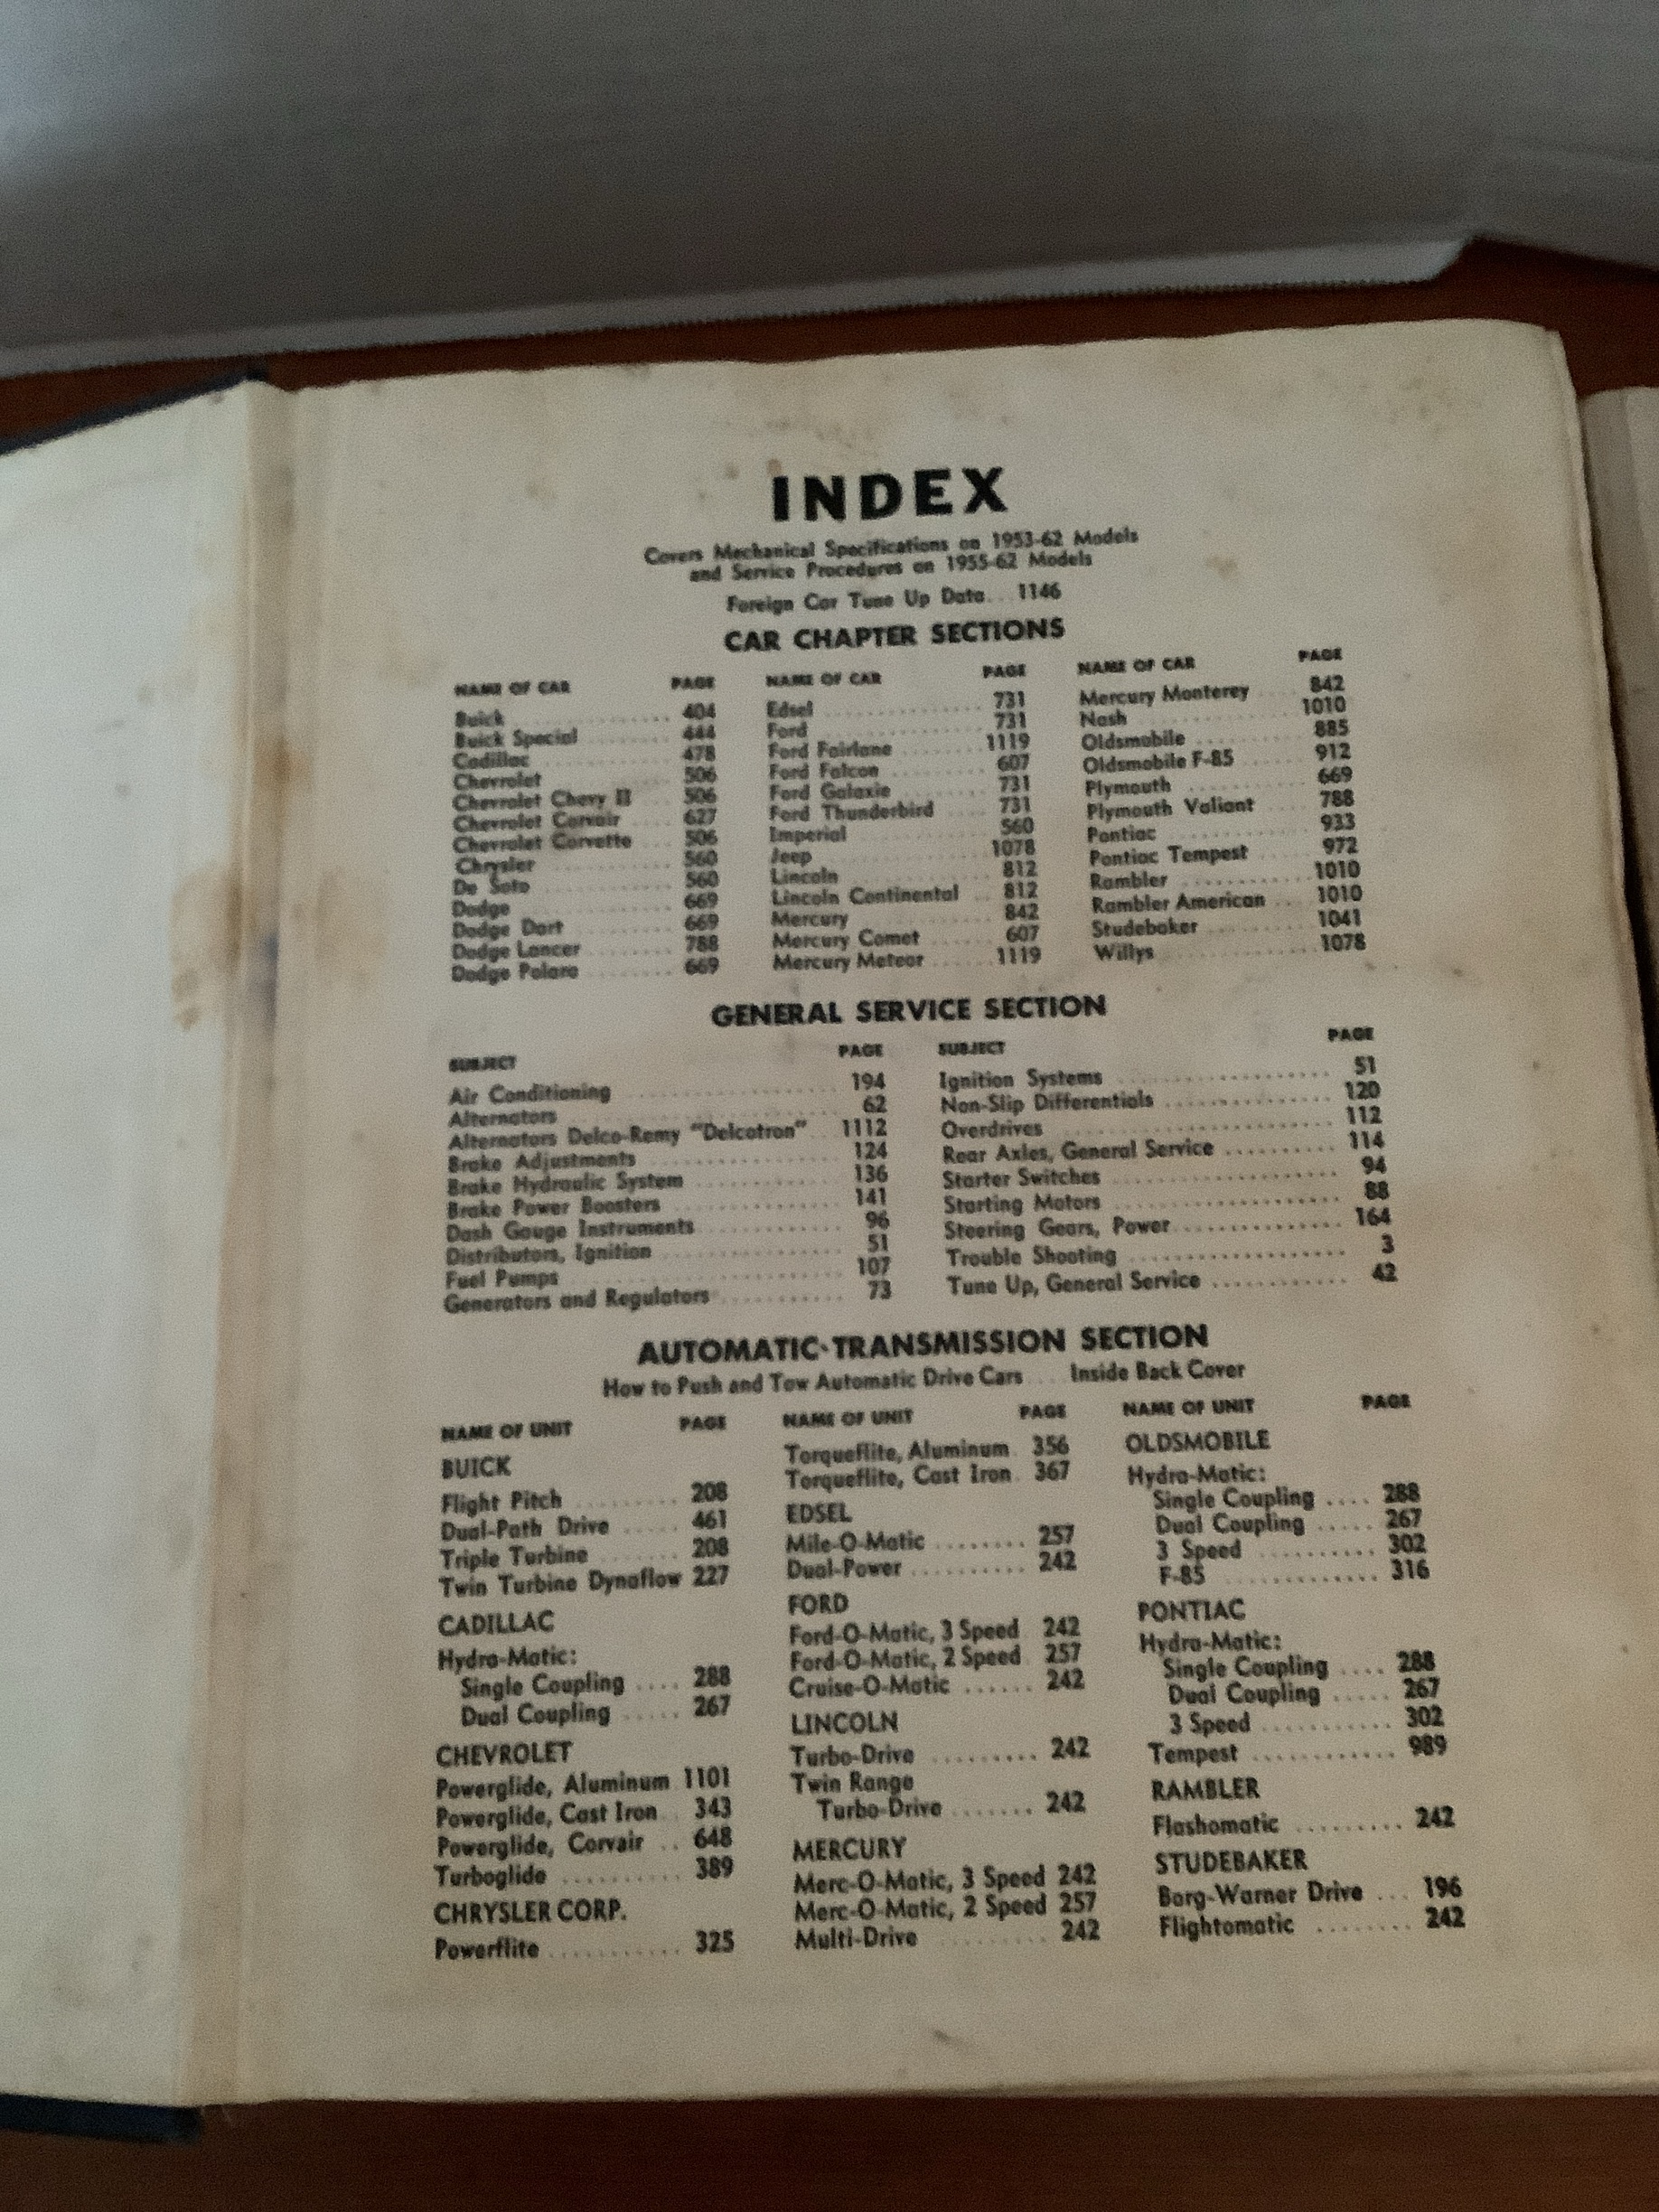 INDEX
Covers Mechanical Specifications on 1953-62 Models
and Service Procedures on 1955-62 Models
Foreign Car Tune Up Data 1146
CAR CHAPTER SECTIONS
NAME OF CAR PAGE
Buick 404
Buick Special 444
Cadillac 478
Chevrolet 506
Chevrolet Chevy II 506
Chevrolet Corvair 627
Chevrolet Corvette 506
Chrysler 560
De Soto 560
Dodge 669
Dodge Dart 669
Dodge Lancer 788
Dodge Polara 669
NAME OF CAR PAGE
Edsel 731
Ford 731
Ford Fairlane 1119
Ford Falcon 607
Ford Galaxie 731
Ford Thunderbird 731
Imperial 560
Jeep 1078
Lincoln 812
Lincoln Continental 812
Mercury 842
Mercury Comet 607
Mercury Meteor 1119
NAME OF CAR PAGE
Mercury Monterey 842
Nash 1010
Oldsmobile 885
Oldsmobile F-85 912
Plymouth 669
Plymouth Valiant 788
Pontiac 933
Pontiac Tempest 972
Rambler 1010
Rambler American 1010
Studebaker 1041
Willys 1078
GENERAL SERVICE SECTION
SUBJECT PAGE
Air Conditioning 194
Alternators 62
Alternators Delco-Remy "Delcotron" 1112
Brake Adjustments 124
Brake Hydraulic System 136
Brake Power Boosters 141
Dash Gauge Instruments 96
Distributors, Ignition 51
Fuel Pumps 107
Generators and Regulators 73
SUBJECT PAGE
Ignition Systems 51
Non-Slip Differentials 120
Overdrives 112
Rear Axles, General Service 114
Starter Switches 94
Starting Motors 88
Steering Gears, Power 164
Trouble Shooting 3
Tune Up, General Service 42
AUTOMATIC TRANSMISSION SECTION
How to Push and Tow Automatic Drive Cars Inside Back Cover
NAME OF UNIT PAGE
BUICK
Flight Pitch 208
Dual-Path Drive 461
Triple Turbine 208
Twin Turbine Dynaflow 227
CADILLAC
Hydra-Matic:
Single Coupling 288
Dual Coupling 267
CHEVROLET
Powerglide, Aluminum 1101
Powerglide, Cast Iron 343
Powerglide, Corvair 648
Turboglide 389
CHRYSLER CORP.
Powerflite 325
NAME OF UNIT PAGE
Torqueflite, Aluminum 356
Torqueflite, Cast Iron 367
EDSEL
Mile-O-Matic 257
Dual-Power 242
FORD
Ford-O-Matic, 3 Speed 242
Ford-O-Matic, 2 Speed 257
Cruise-O-Matic 242
LINCOLN
Turbo-Drive 242
Twin Range
Turbo-Drive 242
MERCURY
Merc-O-Matic, 3 Speed 242
Merc-O-Matic, 2 Speed 257
Multi-Drive 242
NAME OF UNIT PAGE
OLDSMOBILE
Hydra-Matic:
Single Coupling 288
Dual Coupling 267
3 Speed 302
F-85 316
PONTIAC
Hydra-Matic:
Single Coupling 288
Dual Coupling 267
3 Speed 302
Tempest 989
RAMBLER
Flashomatic 242
STUDEBAKER
Borg-Warner Drive 196
Flightomatic 242